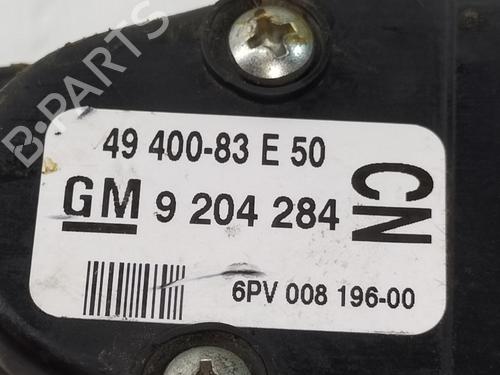 49 400-83 E 50
GM 9 204 284
CN
6PV 008 196-00
B-PARTS